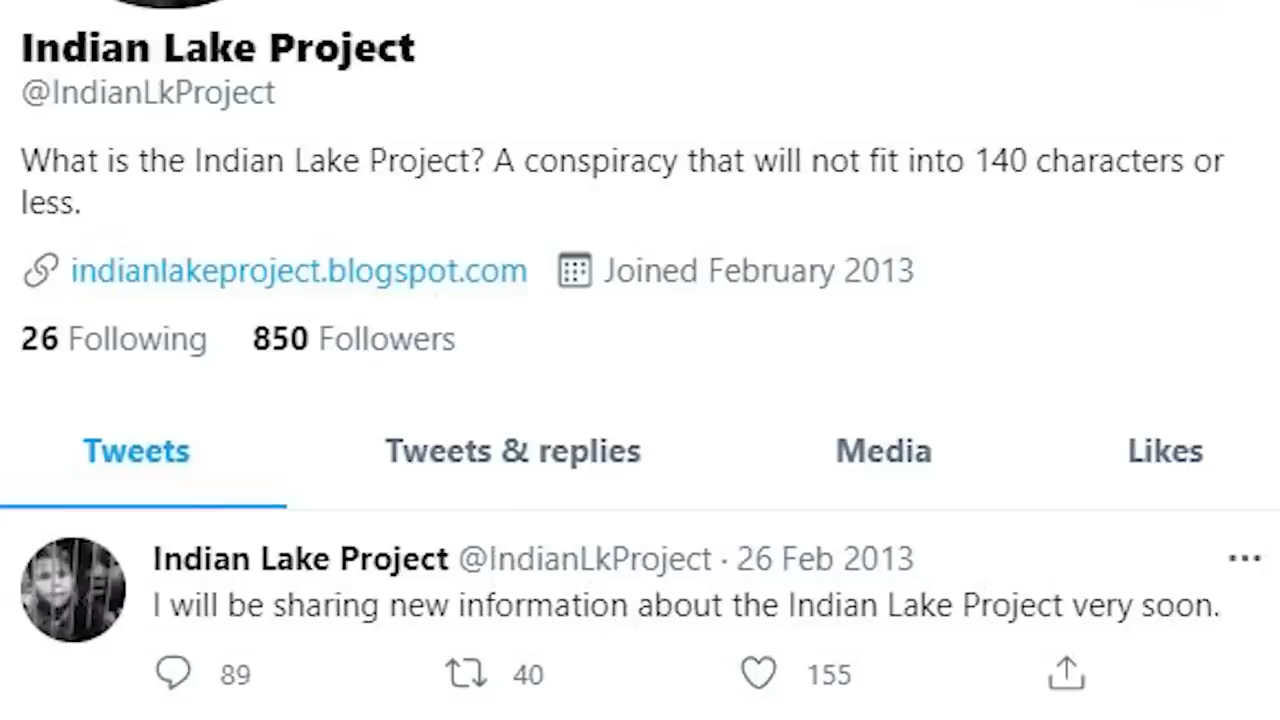 Indian Lake Project
@IndianLkProject
What is the Indian Lake Project? A conspiracy that will not fit into 140 characters or
less.
indianlakeproject.blogspot.com Joined February 2013
26 Following 850 Followers
Tweets Tweets & replies Media Likes
Indian Lake Project @IndianLkProject · 26 Feb 2013 ...
I will be sharing new information about the Indian Lake Project very soon.
89 40 155